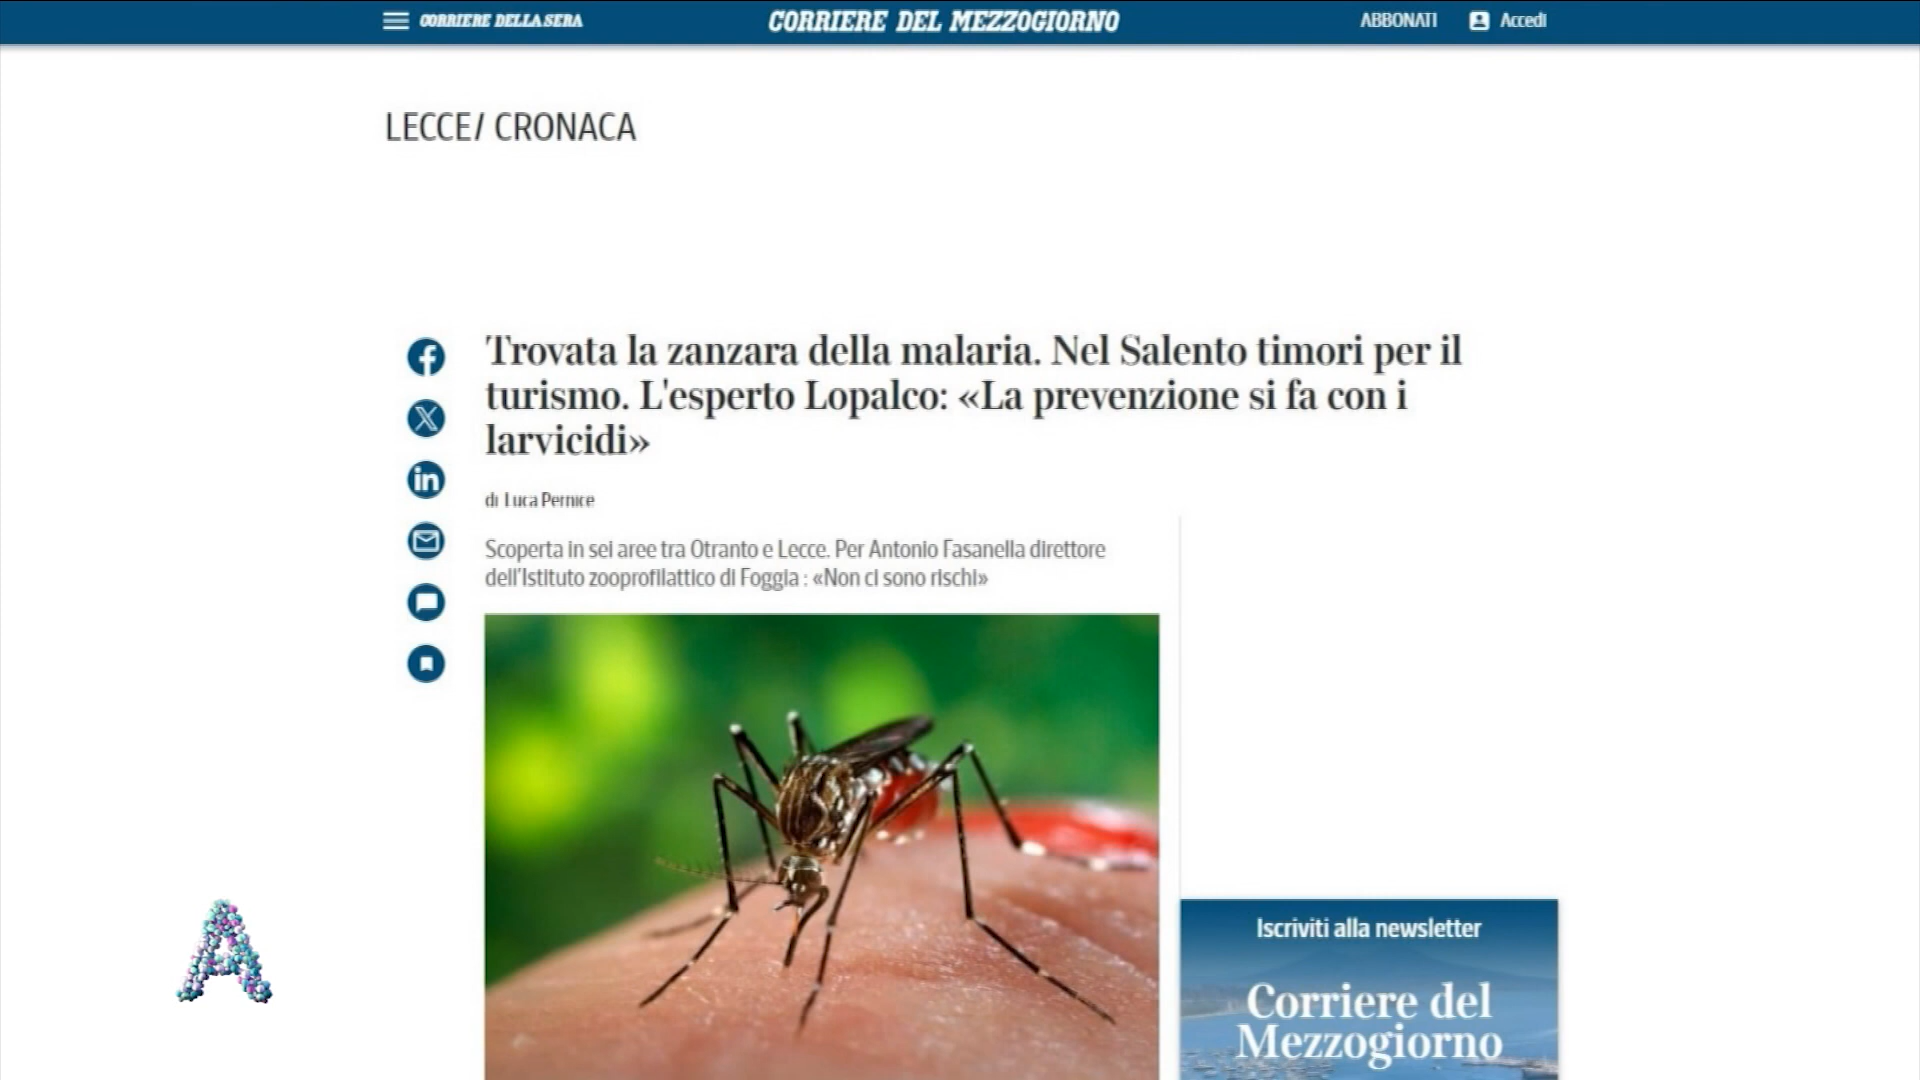 CORRIERE DELLA SERA
CORRIERE DEL MEZZOGIORNO
ABBONATI
Accedi
LECCE/ CRONACA
Trovata la zanzara della malaria. Nel Salento timori per il
turismo. L'esperto Lopalco: «La prevenzione si fa con i
larvicidi»
di Luca Pernice
Scoperta in sei aree tra Otranto e Lecce. Per Antonio Fasanella direttore
dell'Istituto zooprofilattico di Foggia : «Non ci sono rischi»
Iscriviti alla newsletter
Corriere del
Mezzogiorno
A